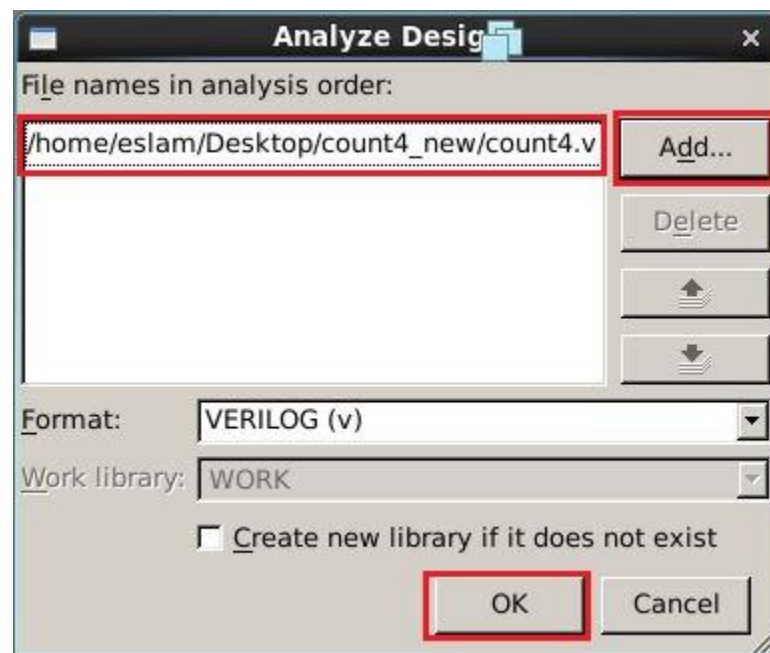 Analyze Desig
File names in analysis order:
/home/eslam/Desktop/count4_new/count4.v
Add...
Delete
Format:
VERILOG (v)
Work library:
WORK
Create new library if it does not exist
OK
Cancel